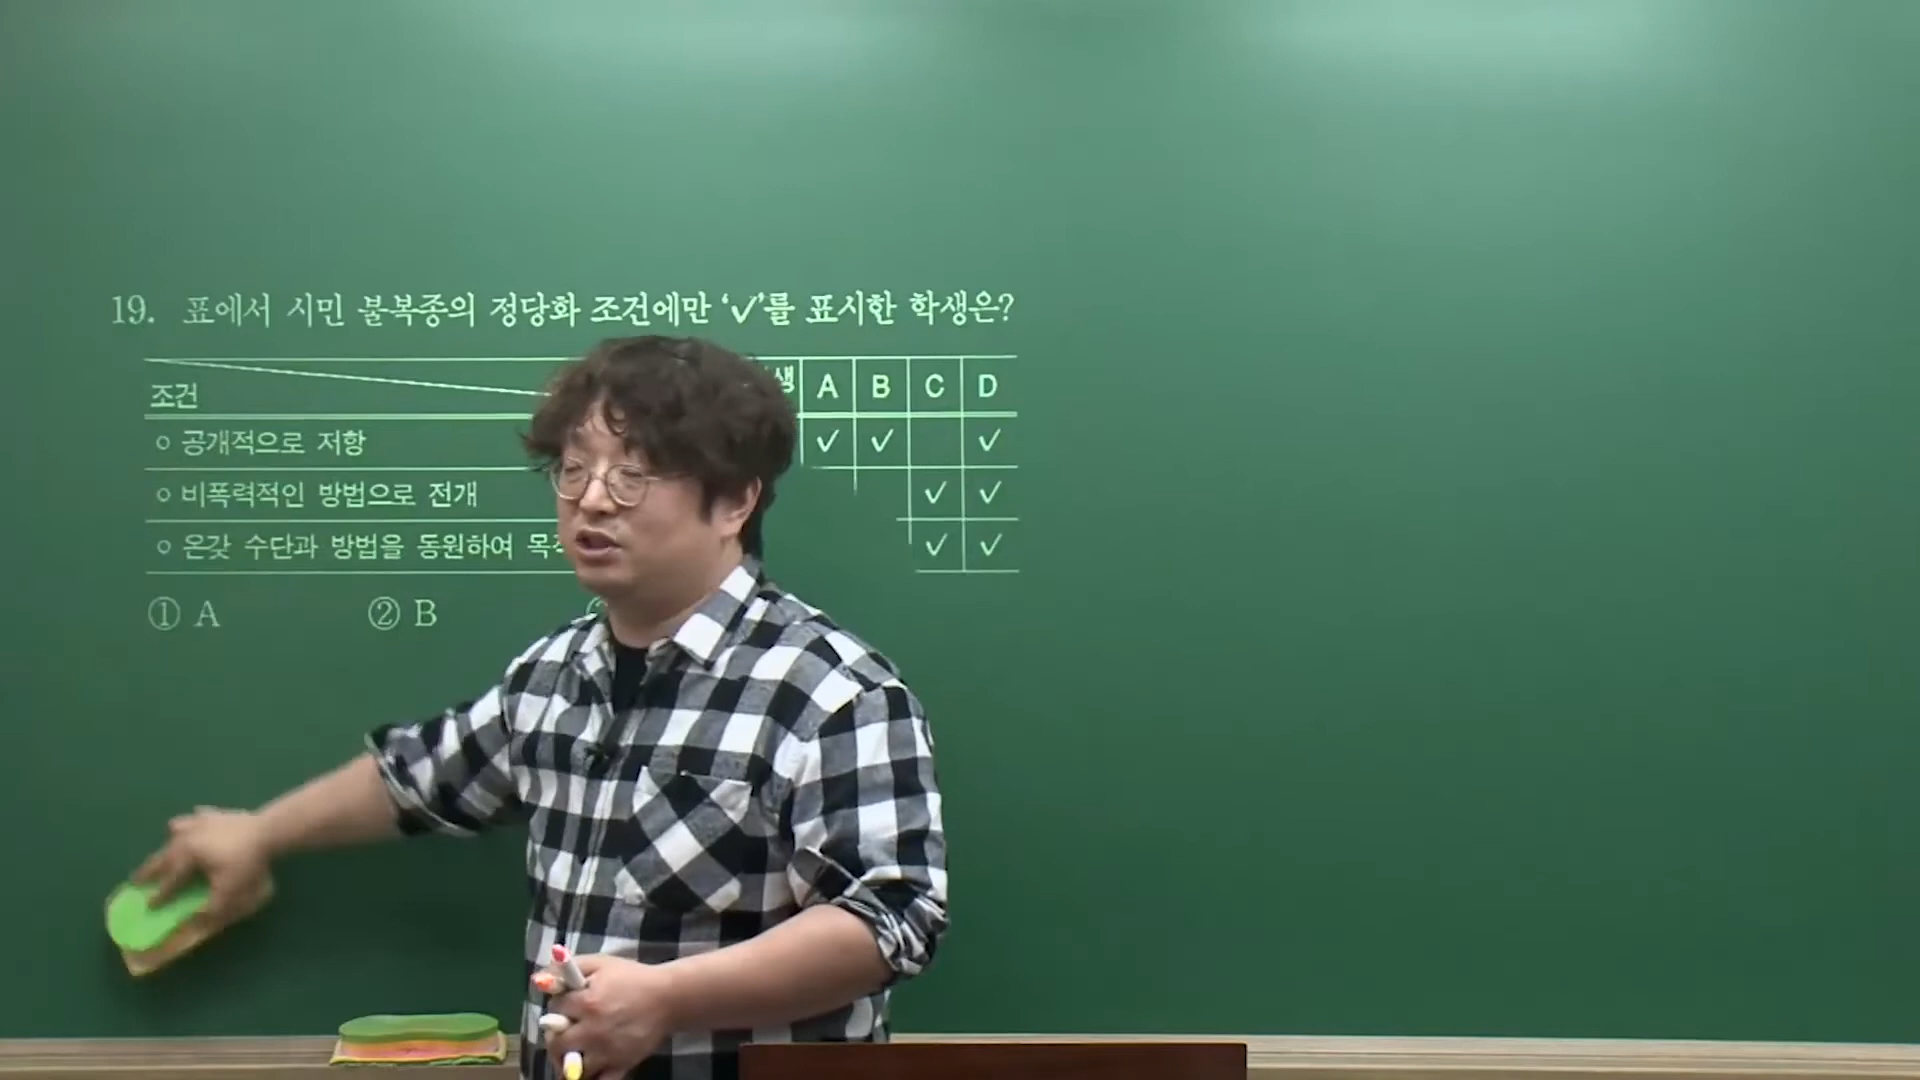 19. 표에서 시민 불복종의 정당화 조건에만 ‘✓’를 표시한 학생은?
조건 A B C D
○ 공개적으로 저항 ✓ ✓ ✓
○ 비폭력적인 방법으로 전개 ✓ ✓
○ 온갖 수단과 방법을 동원하여 ✓ ✓
① A ② B